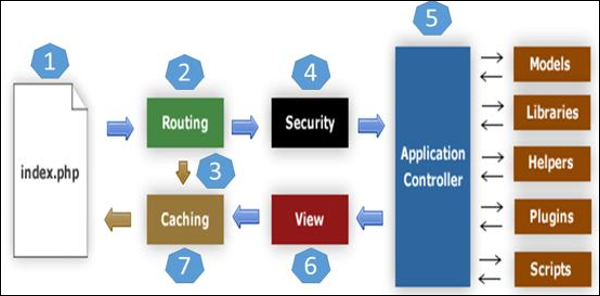 1
2
4
5
index.php
Routing
Security
Application
Controller
Models
Libraries
Helpers
Plugins
Scripts
3
Caching
View
7
6